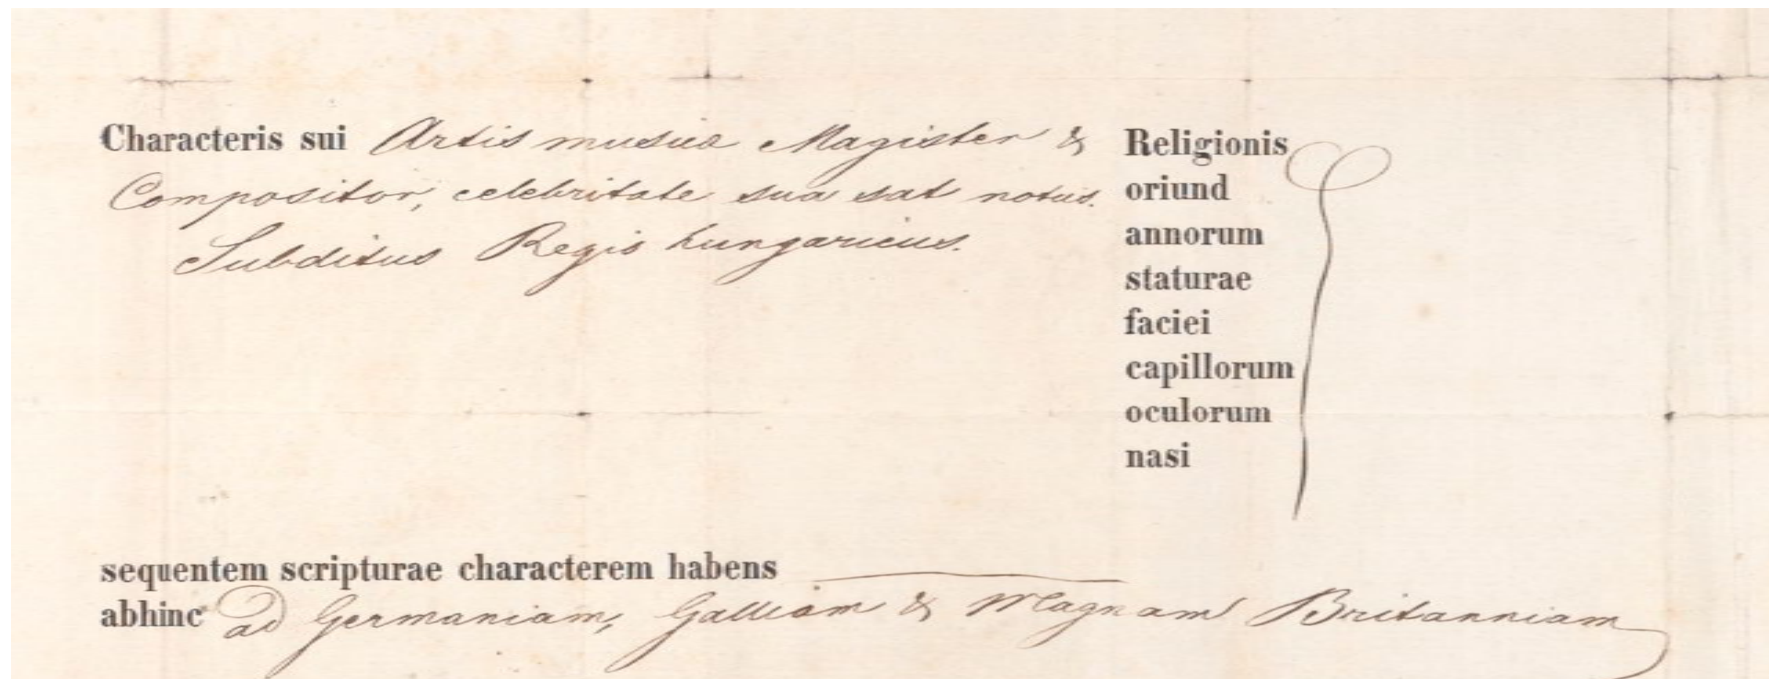 Characteris sui Artis musicæ Magister &
Compositor, celebritate sua sat notus.
Subditus Regis hungaricus.
Religionis
oriund
annorum
staturae
faciei
capillorum
oculorum
nasi
sequentem scripturae characterem habens
abhinc ad Germaniam, Galliam & Magnam Britanniam